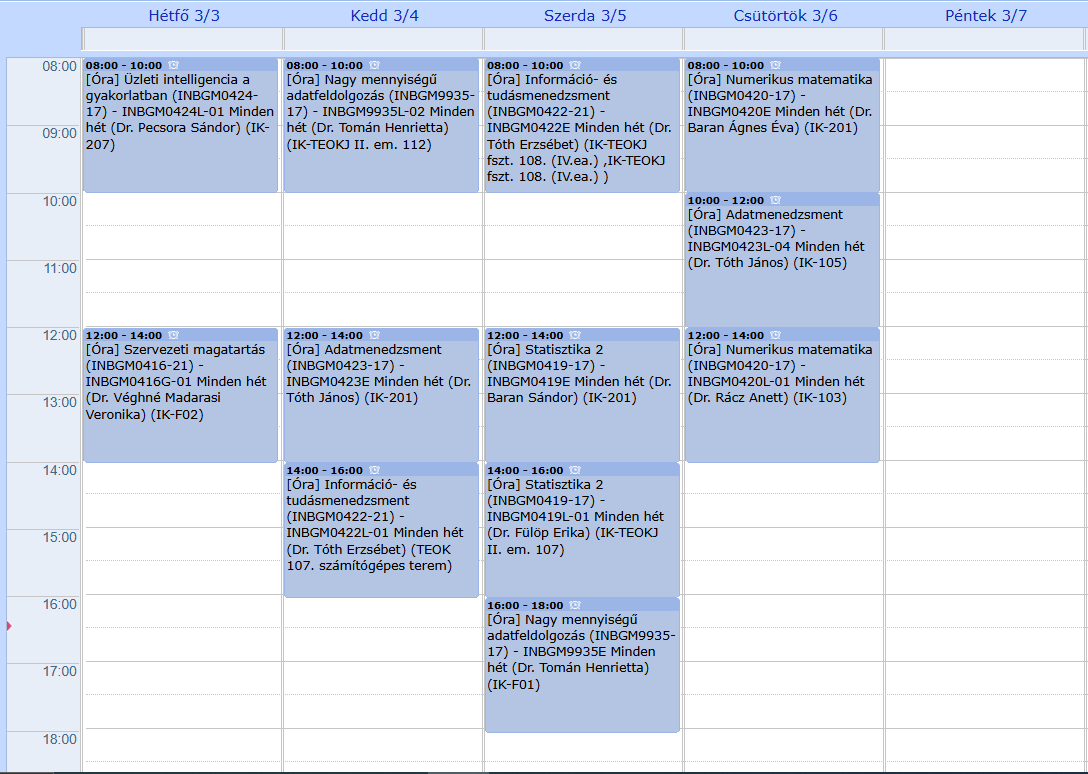 Hétfő 3/3
Kedd 3/4
Szerda 3/5
Csütörtök 3/6
Péntek 3/7
08:00
09:00
10:00
11:00
12:00
13:00
14:00
15:00
16:00
17:00
18:00
08:00 - 10:00
[Óra] Üzleti intelligencia a
gyakorlatban (INBGM0424-
17) - INBGM0424L-01 Minden
hét (Dr. Pecsora Sándor) (IK-
207)
12:00 - 14:00
[Óra] Szervezeti magatartás
(INBGM0416-21) -
INBGM0416G-01 Minden hét
(Dr. Véghné Madarasi
Veronika) (IK-F02)
08:00 - 10:00
[Óra] Nagy mennyiségű
adatfeldolgozás (INBGM9935-
17) - INBGM9935L-02 Minden
hét (Dr. Tomán Henrietta)
(IK-TEOKJ II. em. 112)
12:00 - 14:00
[Óra] Adatmenedzsment
(INBGM0423-17) -
INBGM0423E Minden hét (Dr.
Tóth János) (IK-201)
14:00 - 16:00
[Óra] Információ- és
tudásmenedzsment
(INBGM0422-21) -
INBGM0422L-01 Minden hét
(Dr. Tóth Erzsébet) (TEOK
107. számítógépes terem)
08:00 - 10:00
[Óra] Információ- és
tudásmenedzsment
(INBGM0422-21) -
INBGM0422E Minden hét (Dr.
Tóth Erzsébet) (IK-TEOKJ
fszt. 108. (IV.ea.) ,IK-TEOKJ
fszt. 108. (IV.ea.) )
12:00 - 14:00
[Óra] Statisztika 2
(INBGM0419-17) -
INBGM0419E Minden hét (Dr.
Baran Sándor) (IK-201)
14:00 - 16:00
[Óra] Statisztika 2
(INBGM0419-17) -
INBGM0419L-01 Minden hét
(Dr. Fülöp Erika) (IK-TEOKJ
II. em. 107)
16:00 - 18:00
[Óra] Nagy mennyiségű
adatfeldolgozás (INBGM9935-
17) - INBGM9935E Minden
hét (Dr. Tomán Henrietta)
(IK-F01)
08:00 - 10:00
[Óra] Numerikus matematika
(INBGM0420-17) -
INBGM0420E Minden hét (Dr.
Baran Ágnes Éva) (IK-201)
10:00 - 12:00
[Óra] Adatmenedzsment
(INBGM0423-17) -
INBGM0423L-04 Minden hét
(Dr. Tóth János) (IK-105)
12:00 - 14:00
[Óra] Numerikus matematika
(INBGM0420-17) -
INBGM0420L-01 Minden hét
(Dr. Rácz Anett) (IK-103)